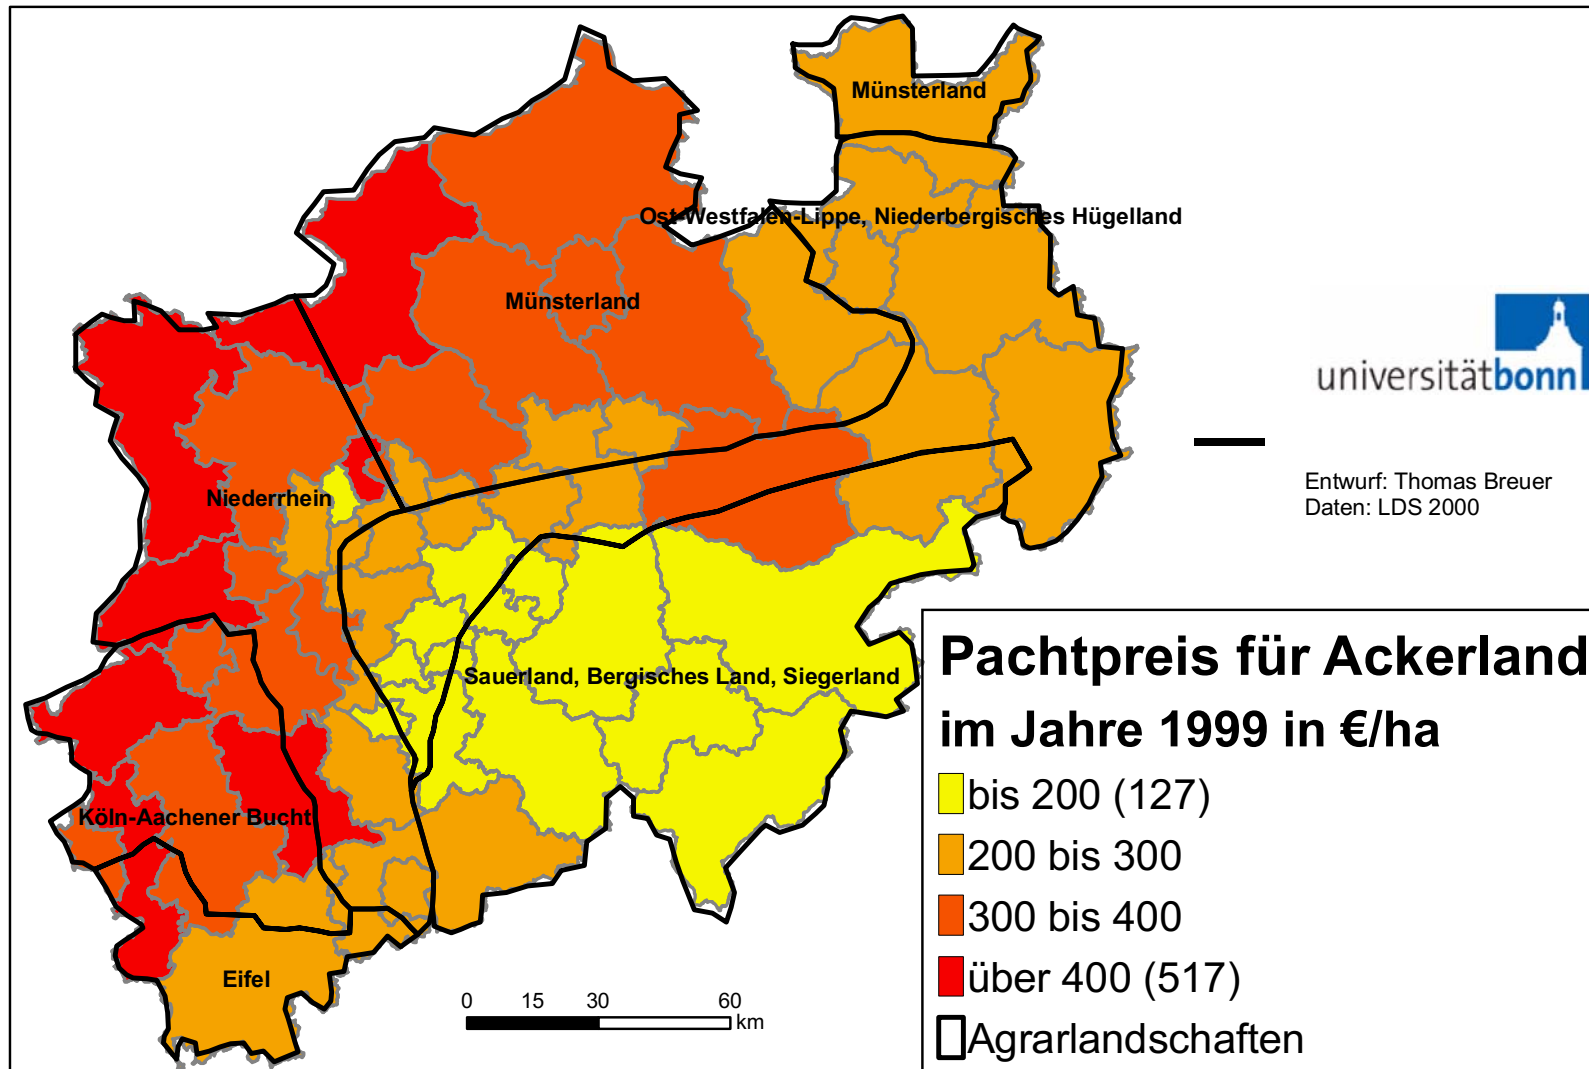 Münsterland
Ost-Westfalen-Lippe, Niederbergisches Hügelland
Münsterland
universitätbonn
Entwurf: Thomas Breuer
Daten: LDS 2000
Niederrhein
Sauerland, Bergisches Land, Siegerland
Köln-Aachener Bucht
Eifel
0 15 30 60
km
Pachtpreis für Ackerland
im Jahre 1999 in €/ha
bis 200 (127)
200 bis 300
300 bis 400
über 400 (517)
Agrarlandschaften